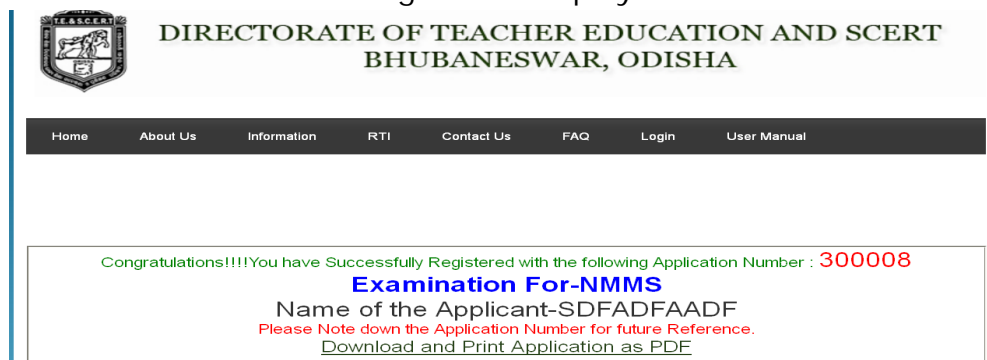 T.E.&S.C.E.R.T
DIRECTORATE OF TEACHER EDUCATION AND SCERT
BHUBANESWAR, ODISHA
Home About Us Information RTI Contact Us FAQ Login User Manual
Congratulations!!!!You have Successfully Registered with the following Application Number : 300008
Examination For-NMMS
Name of the Applicant-SDFADFAADF
Please Note down the Application Number for future Reference.
Download and Print Application as PDF